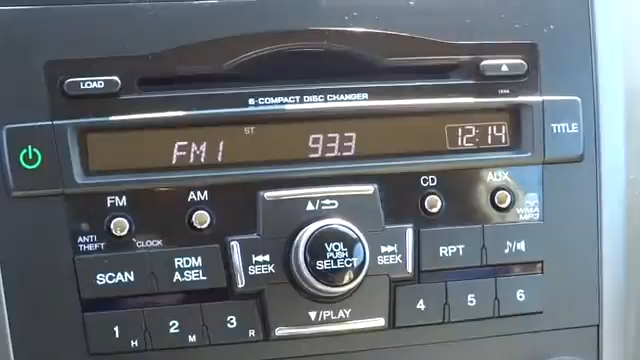 LOAD
6-COMPACT DISC CHANGER
ST
FM1 93.3 12:14
TITLE
FM AM CD AUX
ANTI THEFT
CLOCK
WMA
MP3
SCAN
RDM
A.SEL
SEEK
VOL
PUSH
SELECT
SEEK
RPT
▼/PLAY
1 H
2 M
3 R
4 5 6